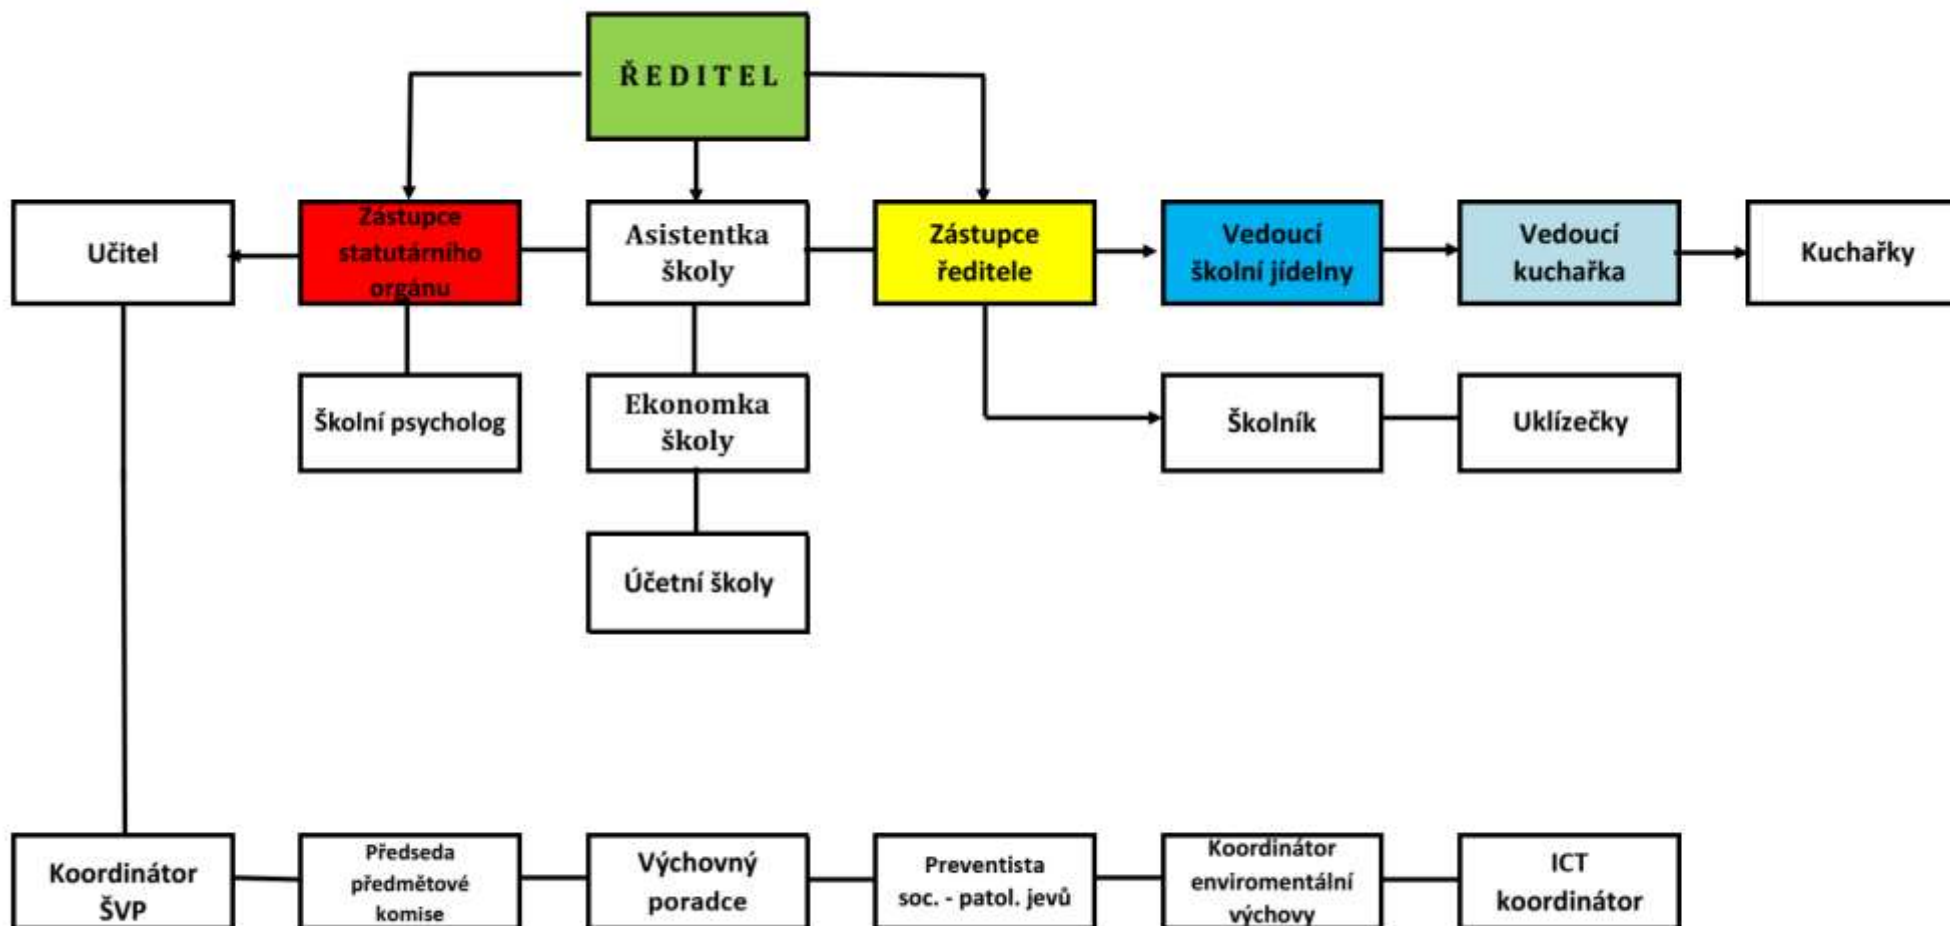 ŘEDITEL
Učitel
Zástupce
statutárního
orgánu
Asistentka
školy
Zástupce
ředitele
Vedoucí
školní jídelny
Vedoucí
kuchařka
Kuchařky
Školní psycholog
Ekonomka
školy
Školník
Uklízečky
Účetní školy
Koordinátor
ŠVP
Předseda
předmětové
komise
Výchovný
poradce
Preventista
soc. - patol. jevů
Koordinátor
enviromentální
výchovy
ICT
koordinátor